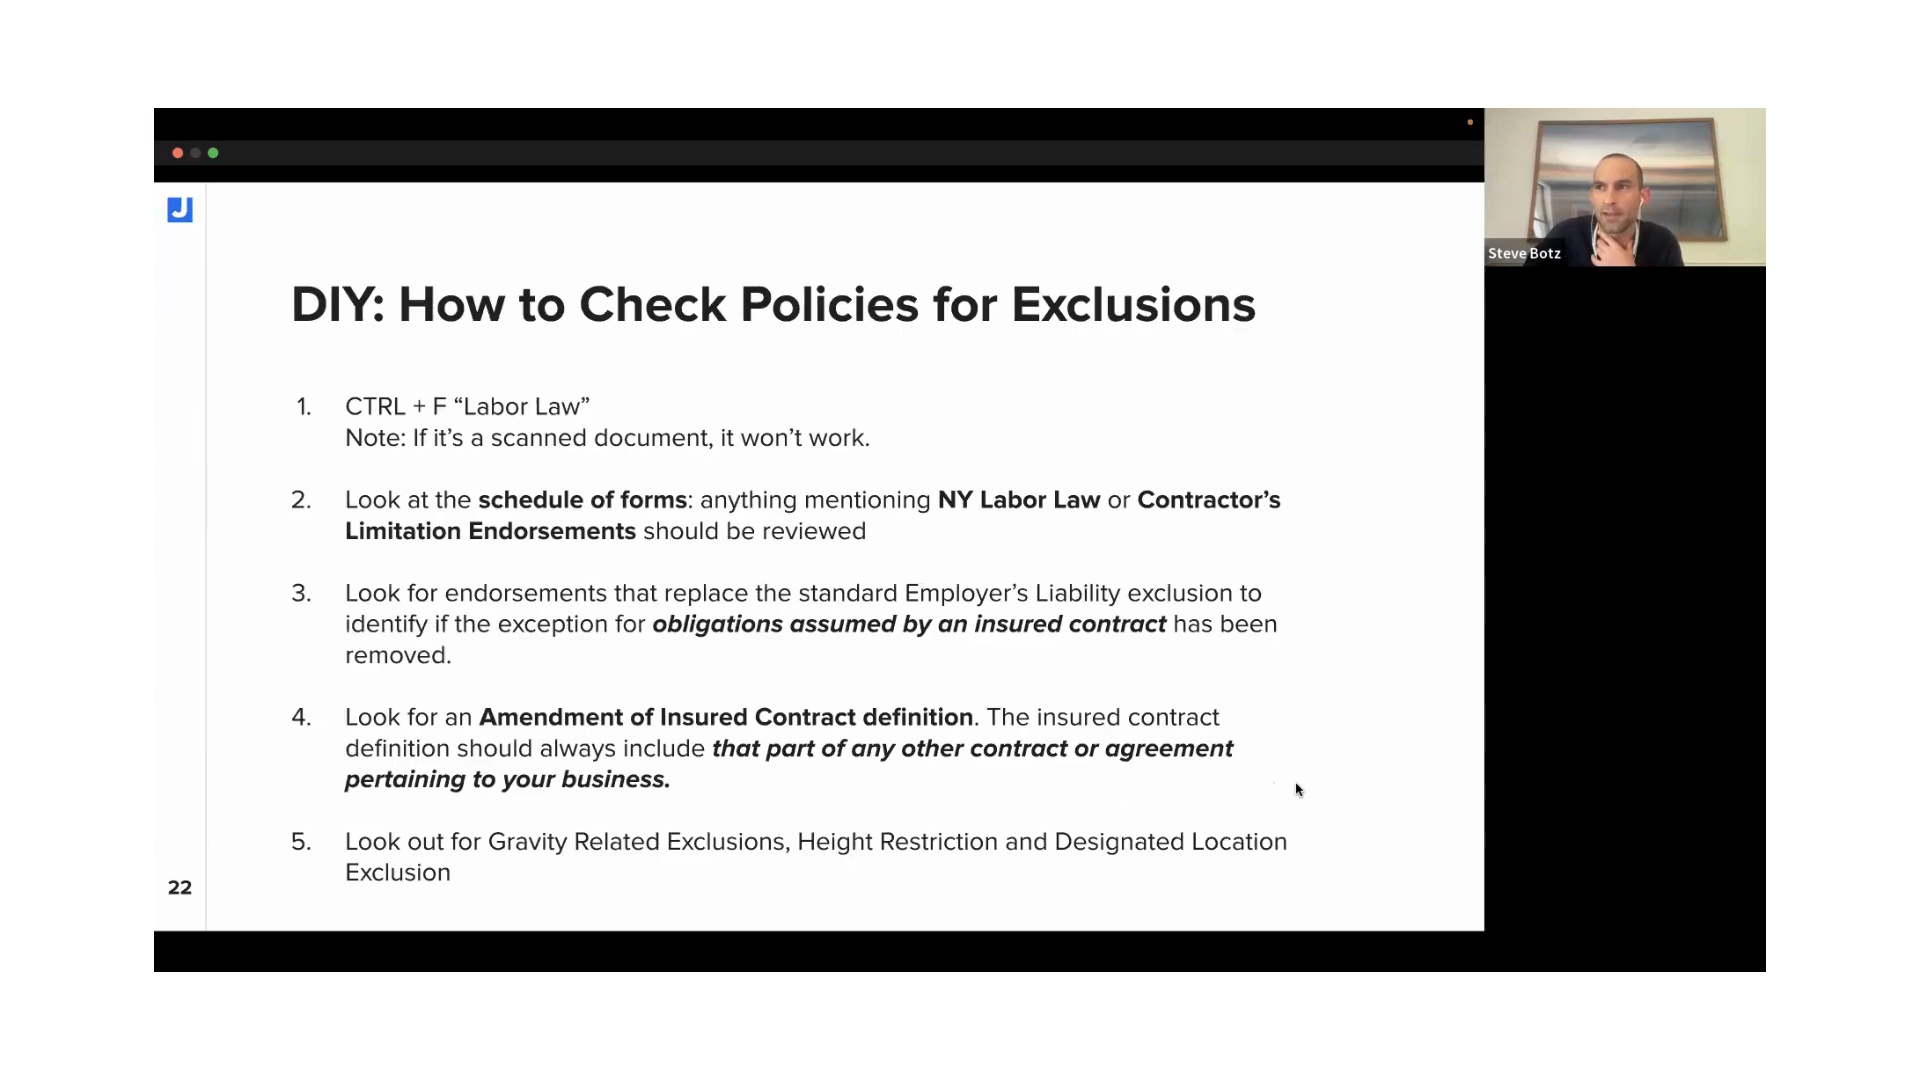 J
Steve Botz
DIY: How to Check Policies for Exclusions
1. CTRL + F “Labor Law”
Note: If it’s a scanned document, it won’t work.
2. Look at the schedule of forms: anything mentioning NY Labor Law or Contractor’s
Limitation Endorsements should be reviewed
3. Look for endorsements that replace the standard Employer’s Liability exclusion to
identify if the exception for obligations assumed by an insured contract has been
removed.
4. Look for an Amendment of Insured Contract definition. The insured contract
definition should always include that part of any other contract or agreement
pertaining to your business.
5. Look out for Gravity Related Exclusions, Height Restriction and Designated Location
Exclusion
22